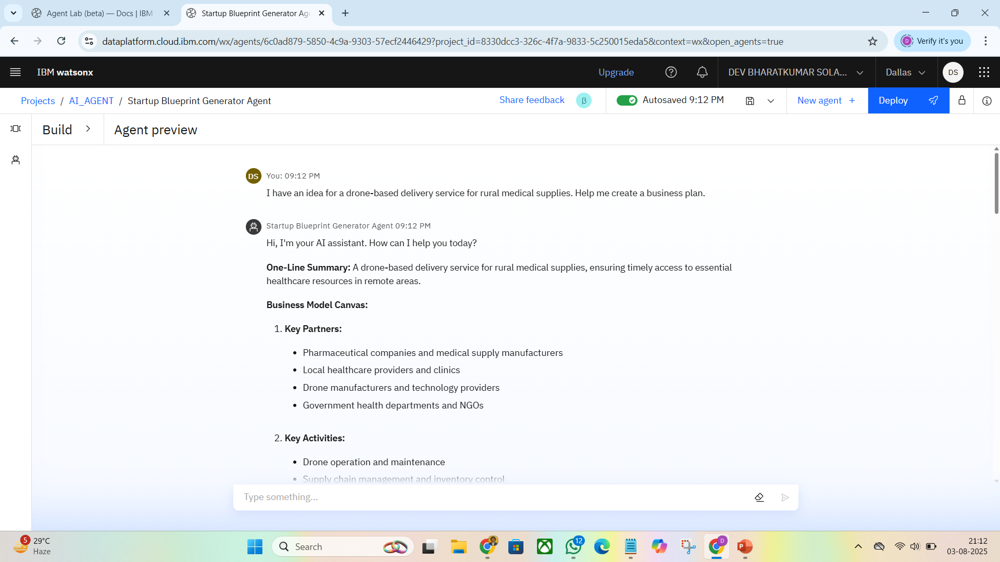 Agent Lab (beta) — Docs | IBM
Startup Blueprint Generator Age
dataplatform.cloud.ibm.com/wx/agents/6c0ad879-5850-4c9a-9303-57ecf2446429?project_id=8330dcc3-326c-4f7a-9833-5c250015eda5&context=wx&open_agents=true
D
Verify it's you
IBM watsonx
Upgrade
DEV BHARATKUMAR SOLA...
Dallas
DS
Projects / AI_AGENT / Startup Blueprint Generator Agent
Share feedback
β
Autosaved 9:12 PM
New agent +
Deploy
Build
Agent preview
DS
You: 09:12 PM
I have an idea for a drone-based delivery service for rural medical supplies. Help me create a business plan.
Startup Blueprint Generator Agent 09:12 PM
Hi, I'm your AI assistant. How can I help you today?
One-Line Summary: A drone-based delivery service for rural medical supplies, ensuring timely access to essential
healthcare resources in remote areas.
Business Model Canvas:
1. Key Partners:
• Pharmaceutical companies and medical supply manufacturers
• Local healthcare providers and clinics
• Drone manufacturers and technology providers
• Government health departments and NGOs
2. Key Activities:
• Drone operation and maintenance
• Supply chain management and inventory control
Type something...
5
29°C
Haze
Search
12
D
P
21:12
03-08-2025